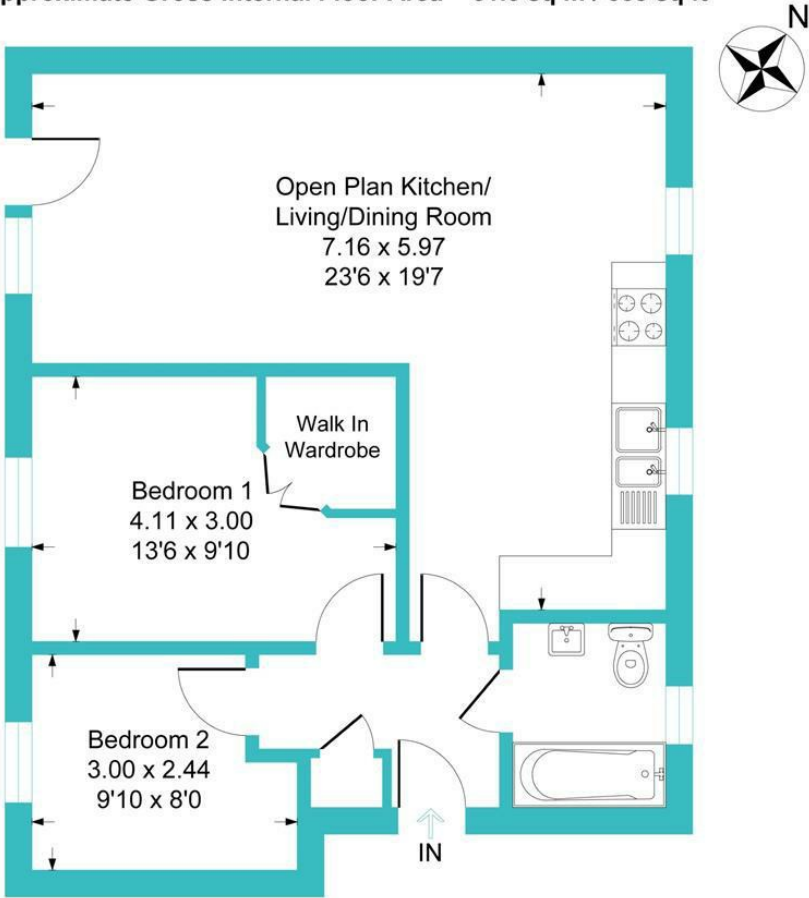 N
Open Plan Kitchen/
Living/Dining Room
7.16 x 5.97
23'6 x 19'7
Walk In
Wardrobe
Bedroom 1
4.11 x 3.00
13'6 x 9'10
Bedroom 2
3.00 x 2.44
9'10 x 8'0
IN